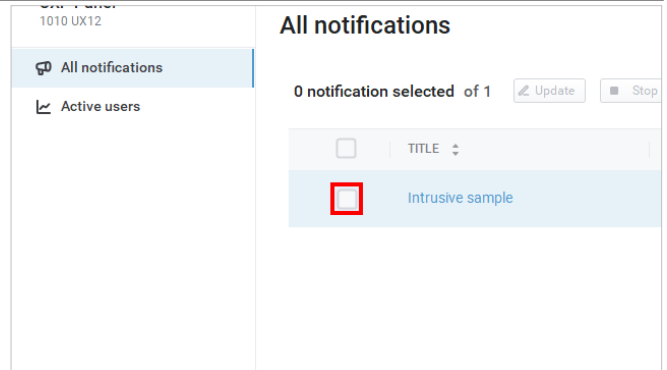 1010 UX12
All notifications
Active users
All notifications
0 notification selected of 1 Update Stop
TITLE
Intrusive sample